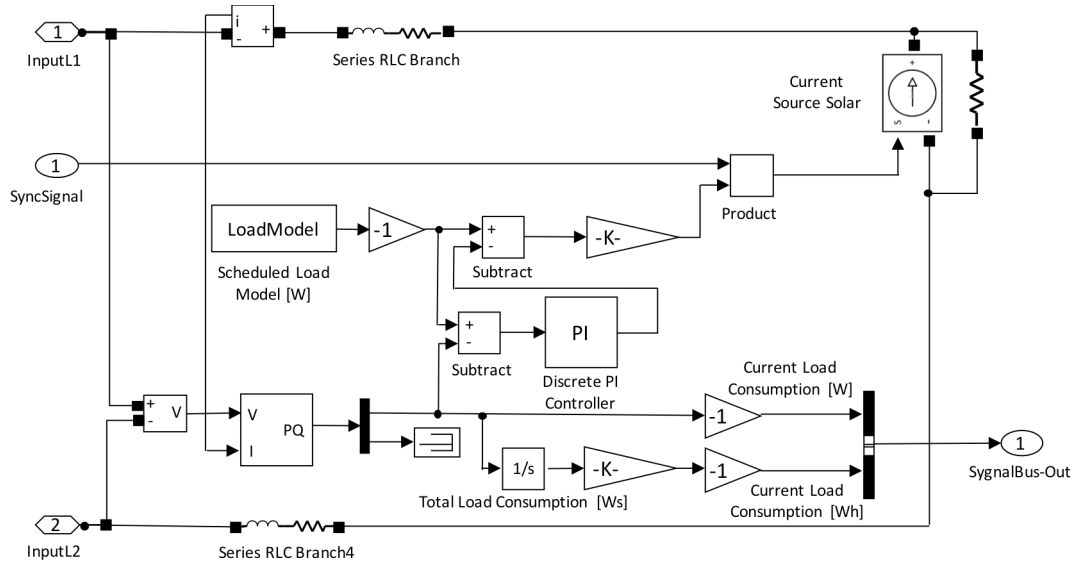 i
-
+
1
InputL1
Series RLC Branch
Current
Source Solar
+
s
-
1
SyncSignal
Product
LoadModel
-1
+
-
-K-
Subtract
Scheduled Load
Model [W]
+
-
PI
Subtract
Discrete PI
Controller
Current Load
Consumption [W]
+
-
V
V
I
PQ
-1
1
SygnalBus-Out
1/s
-K-
-1
Total Load Consumption [Ws]
Current Load
Consumption [Wh]
2
InputL2
Series RLC Branch4